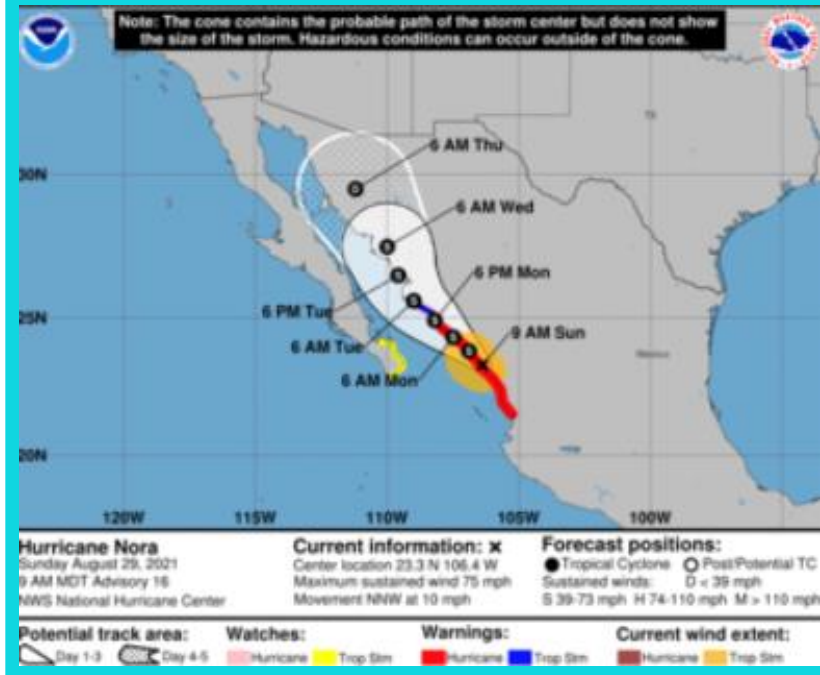 Note: The cone contains the probable path of the storm center but does not show
the size of the storm. Hazardous conditions can occur outside of the cone.
6 AM Thu
D
30N
6 AM Wed
S
6 PM Mon
S
6 PM Tue
S
25N
S
9 AM Sun
6 AM Tue
S
S
Mexico
6 AM Mon
20N
120W 115W 110W 105W 100W
Hurricane Nora
Sunday August 29, 2021
9 AM MDT Advisory 16
NWS National Hurricane Center
Current information: x
Center location 23.3 N 106.4 W
Maximum sustained wind 75 mph
Movement NNW at 10 mph
Forecast positions:
Tropical Cyclone Post/Potential TC
Sustained winds: D < 39 mph
S 39-73 mph H 74-110 mph M > 110 mph
Potential track area:
Day 1-3 Day 4-5
Watches:
Hurricane Trop Stm
Warnings:
Hurricane Trop Stm
Current wind extent:
Hurricane Trop Stm